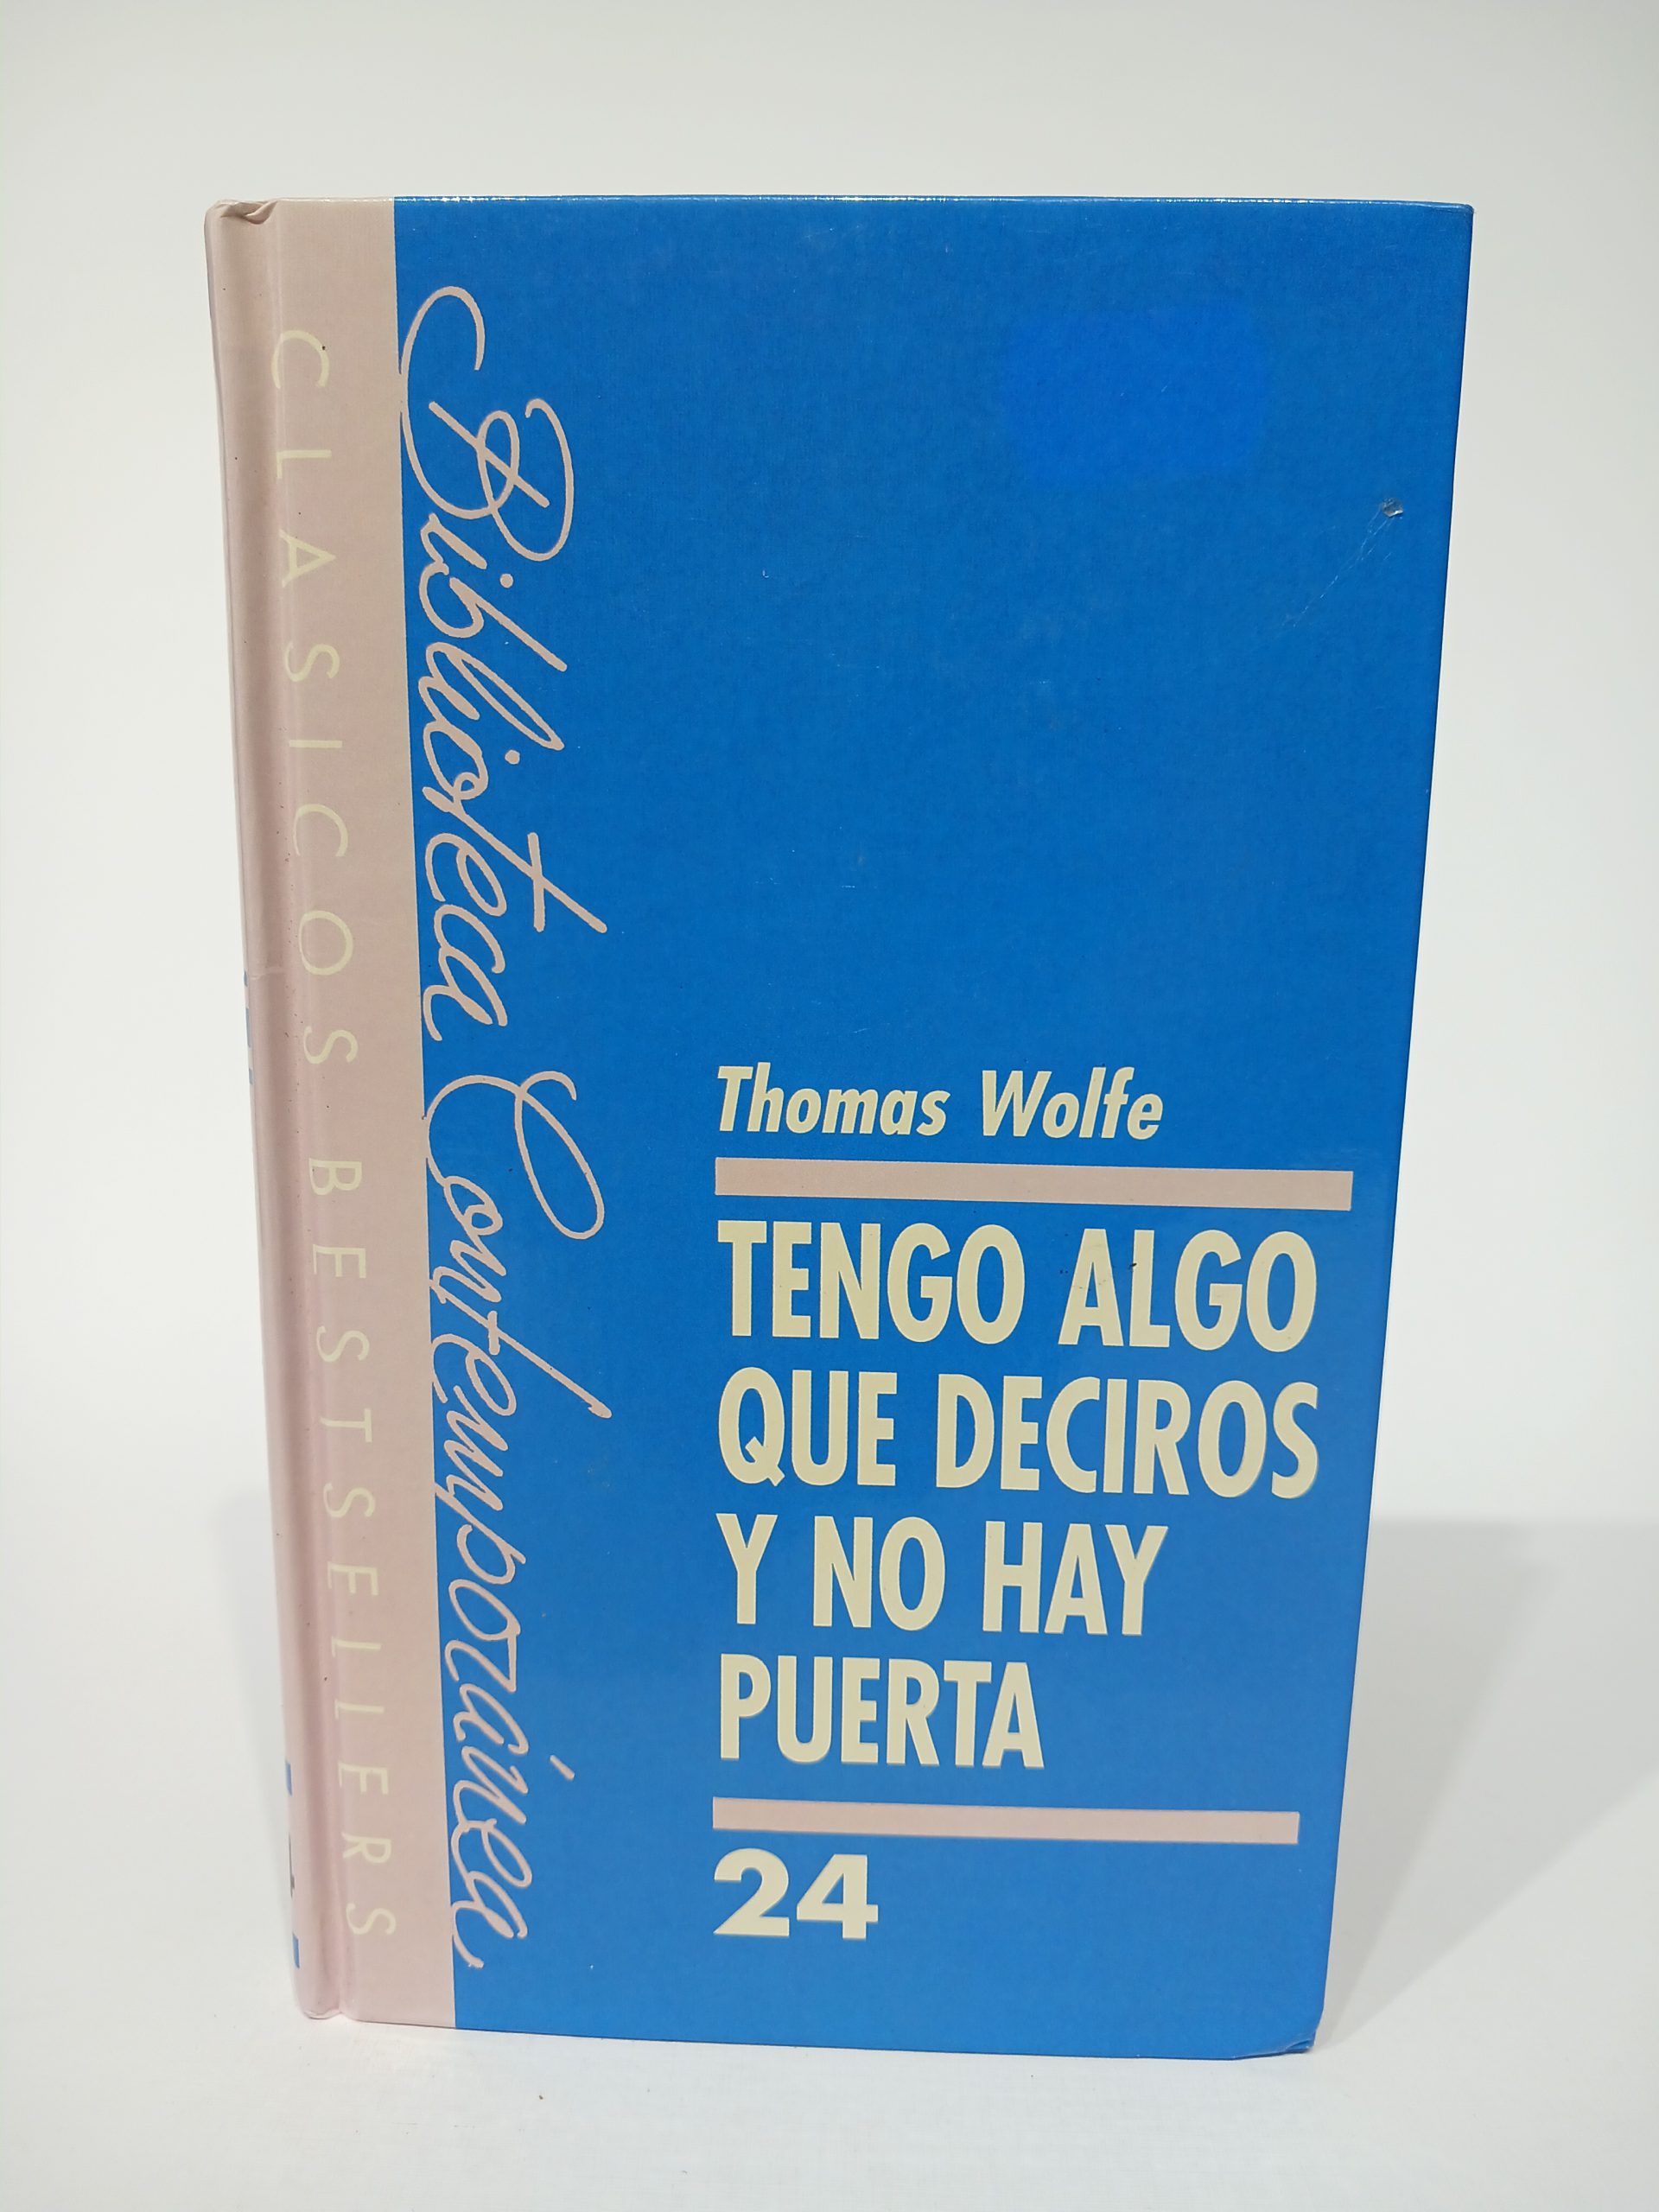 CLASICOS BESTSELLERS
Biblioteca Contemporánea
Thomas Wolfe
TENGO ALGO
QUE DECIROS
Y NO HAY
PUERTA
24